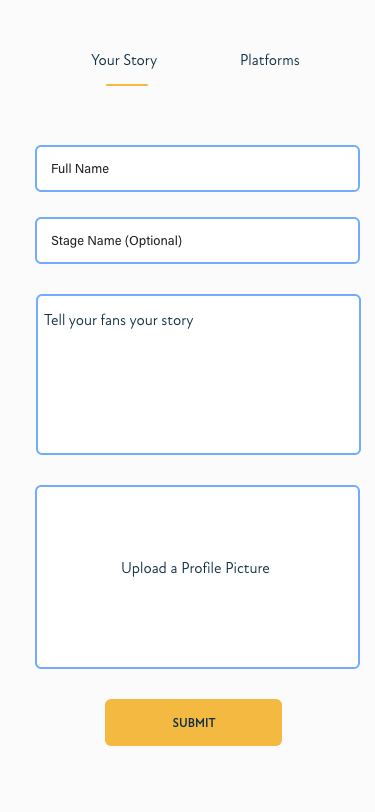 Your Story Platforms
Full Name
Stage Name (Optional)
Tell your fans your story
Upload a Profile Picture
SUBMIT